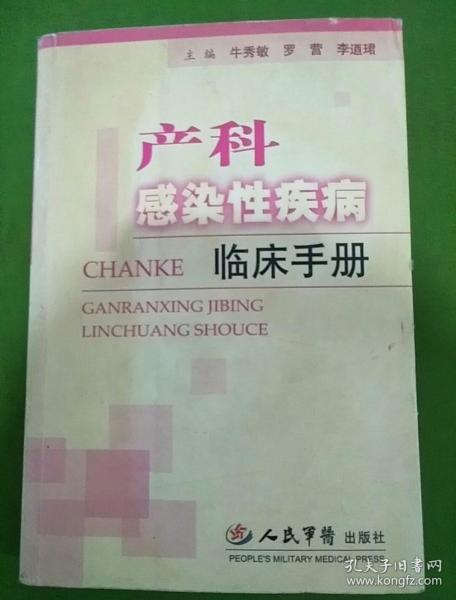 主 编 牛秀敏 罗 营 李逎珺
产科
感染性疾病
CHANKE 临床手册
GANRANXING JIBING
LINCHUANG SHOUCE
人民军醫 出版社
PEOPLE'S MILITARY MEDICAL PRESS
孔夫子旧书网
www.kongfz.com